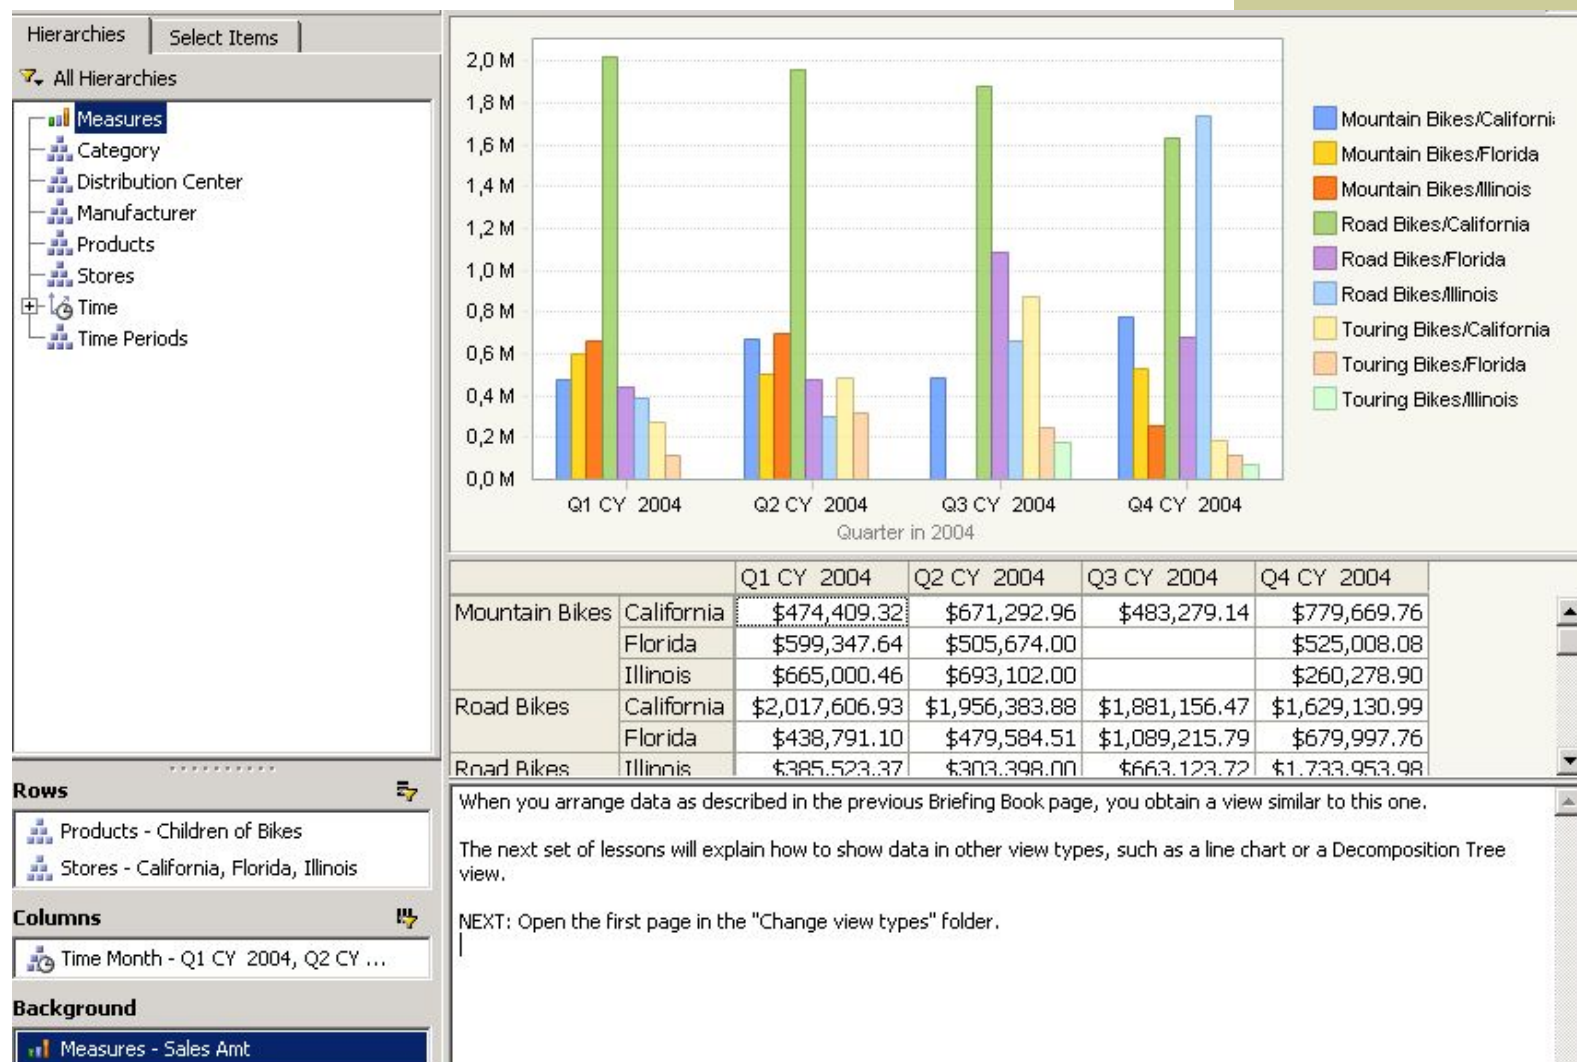 Hierarchies
Select Items
All Hierarchies
Measures
Category
Distribution Center
Manufacturer
Products
Stores
Time
Time Periods
Rows
Products - Children of Bikes
Stores - California, Florida, Illinois
Columns
Time Month - Q1 CY 2004, Q2 CY ...
Background
Measures - Sales Amt
2,0 M
1,8 M
1,6 M
1,4 M
1,2 M
1,0 M
0,8 M
0,6 M
0,4 M
0,2 M
0,0 M
Q1 CY 2004 Q2 CY 2004 Q3 CY 2004 Q4 CY 2004
Quarter in 2004
Mountain Bikes/Californi
Mountain Bikes/Florida
Mountain Bikes/Illinois
Road Bikes/California
Road Bikes/Florida
Road Bikes/Illinois
Touring Bikes/California
Touring Bikes/Florida
Touring Bikes/Illinois
Q1 CY 2004 Q2 CY 2004 Q3 CY 2004 Q4 CY 2004
Mountain Bikes California $474,409.32 $671,292.96 $483,279.14 $779,669.76
Florida $599,347.64 $505,674.00 $525,008.08
Illinois $665,000.46 $693,102.00 $260,278.90
Road Bikes California $2,017,606.93 $1,956,383.88 $1,881,156.47 $1,629,130.99
Florida $438,791.10 $479,584.51 $1,089,215.79 $679,997.76
Road Bikes Illinois $385,523.37 $303,398.00 $663,123.72 $1,733,953.98
When you arrange data as described in the previous Briefing Book page, you obtain a view similar to this one.
The next set of lessons will explain how to show data in other view types, such as a line chart or a Decomposition Tree
view.
NEXT: Open the first page in the "Change view types" folder.